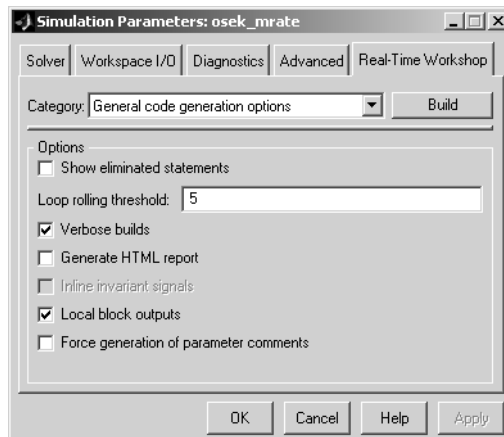 Simulation Parameters: osek_mrate
Solver Workspace I/O Diagnostics Advanced Real-Time Workshop
Category: General code generation options Build
Options
Show eliminated statements
Loop rolling threshold: 5
Verbose builds
Generate HTML report
Inline invariant signals
Local block outputs
Force generation of parameter comments
OK Cancel Help Apply